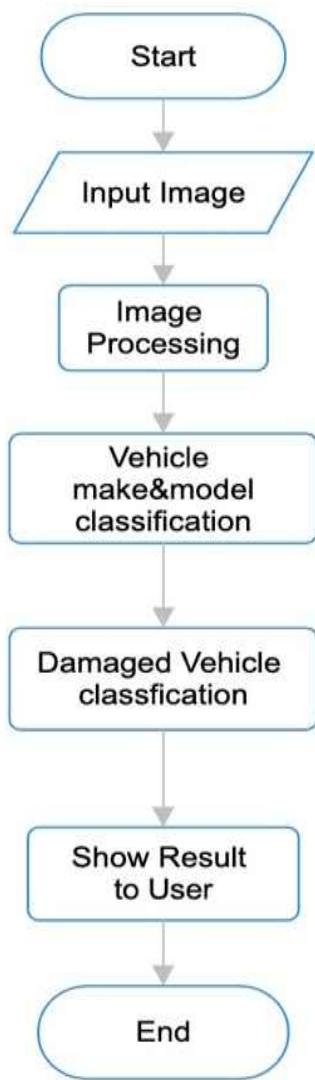 Start
Input Image
Image
Processing
Vehicle
make&model
classification
Damaged Vehicle
classfication
Show Result
to User
End